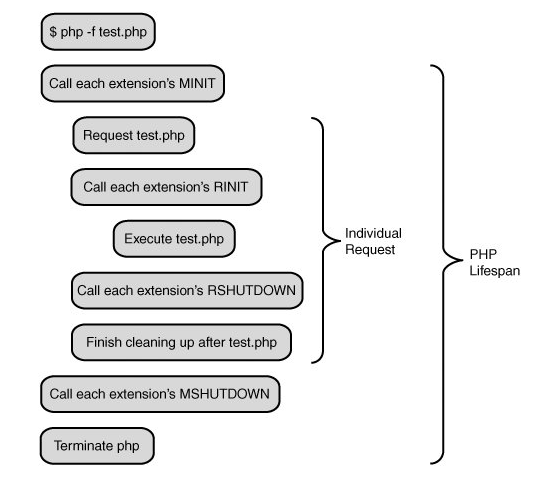 $ php -f test.php
Call each extension's MINIT
Request test.php
Call each extension's RINIT
Execute test.php
Individual
Request
PHP
Lifespan
Call each extension's RSHUTDOWN
Finish cleaning up after test.php
Call each extension's MSHUTDOWN
Terminate php